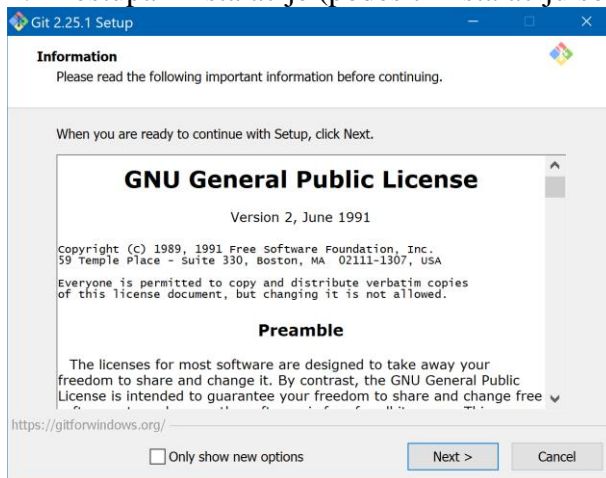 Git 2.25.1 Setup
Information
Please read the following important information before continuing.
When you are ready to continue with Setup, click Next.
GNU General Public License
Version 2, June 1991
Copyright (C) 1989, 1991 Free Software Foundation, Inc.
59 Temple Place - Suite 330, Boston, MA 02111-1307, USA
Everyone is permitted to copy and distribute verbatim copies
of this license document, but changing it is not allowed.
Preamble
The licenses for most software are designed to take away your
freedom to share and change it. By contrast, the GNU General Public
License is intended to guarantee your freedom to share and change free
https://gitforwindows.org/
Only show new options
Next >
Cancel